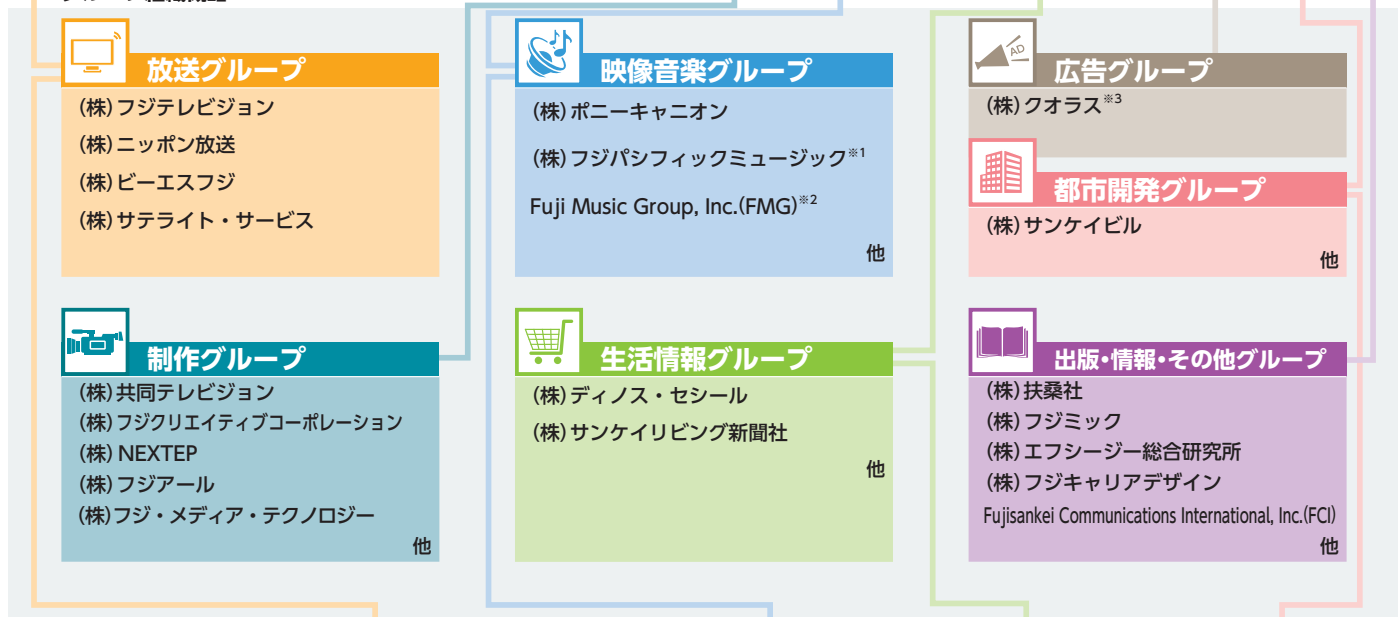 放送グループ
(株)フジテレビジョン
(株)ニッポン放送
(株)ビーエスフジ
(株)サテライト・サービス
映像音楽グループ
(株)ポニーキャニオン
(株)フジパシフィックミュージック※1
Fuji Music Group, Inc.(FMG)※2
他
AD
広告グループ
(株)クオラス※3
都市開発グループ
(株)サンケイビル
他
制作グループ
(株)共同テレビジョン
(株)フジクリエイティブコーポレーション
(株)NEXTEP
(株)フジアール
(株)フジ・メディア・テクノロジー
他
生活情報グループ
(株)ディノス・セシール
(株)サンケイリビング新聞社
他
出版・情報・その他グループ
(株)扶桑社
(株)フジミック
(株)エフシージー総合研究所
(株)フジキャリアデザイン
Fujisankei Communications International, Inc.(FCI)
他